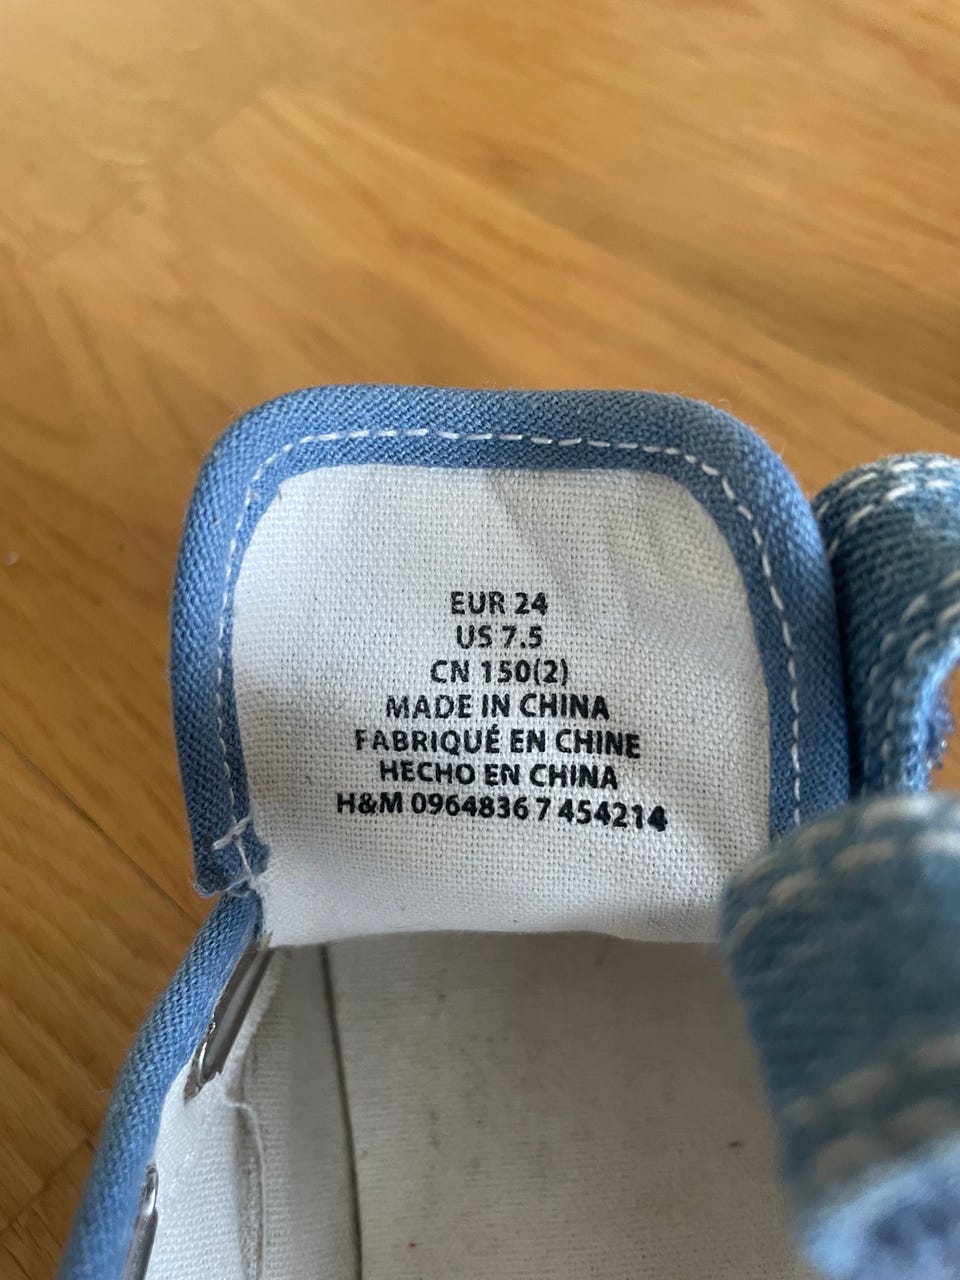 EUR 24
US 7.5
CN 150(2)
MADE IN CHINA
FABRIQUÉ EN CHINE
HECHO EN CHINA
H&M 0964836 7 454214